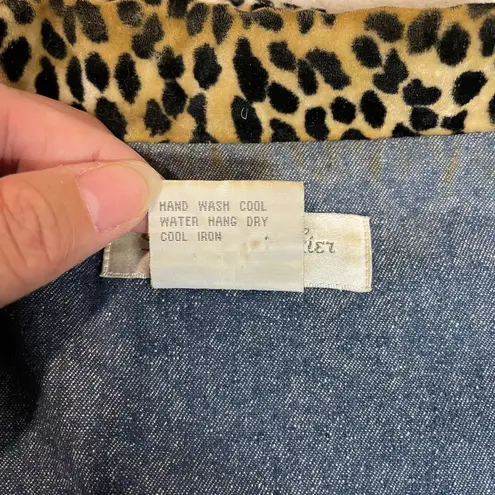 HAND WASH COOL
WATER HANG DRY
COOL IRON